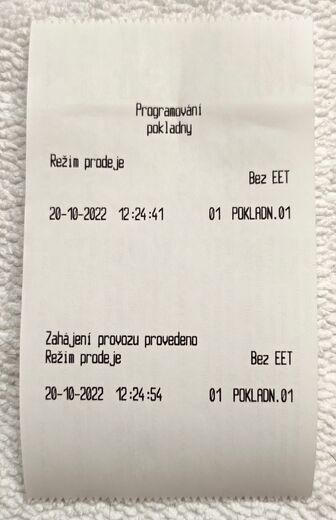 Programování
pokladny
Režim prodeje
Bez EET
20-10-2022 12:24:41 01 POKLADN.01
Zahájení provozu provedeno
Režim prodeje Bez EET
20-10-2022 12:24:54 01 POKLADN.01